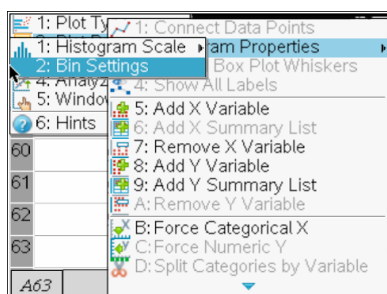 1: Plot Ty
1: Connect Data Points
1: Histogram Scale
ram Properties
2: Bin Settings
Box Plot Whiskers
4: Analyz
4: Show All Labels
5: Window
5: Add X Variable
6: Hints
6: Add X Summary List
7: Remove X Variable
8: Add Y Variable
9: Add Y Summary List
A: Remove Y Variable
B: Force Categorical X
C: Force Numeric Y
D: Split Categories by Variable
60
61
62
63
A63